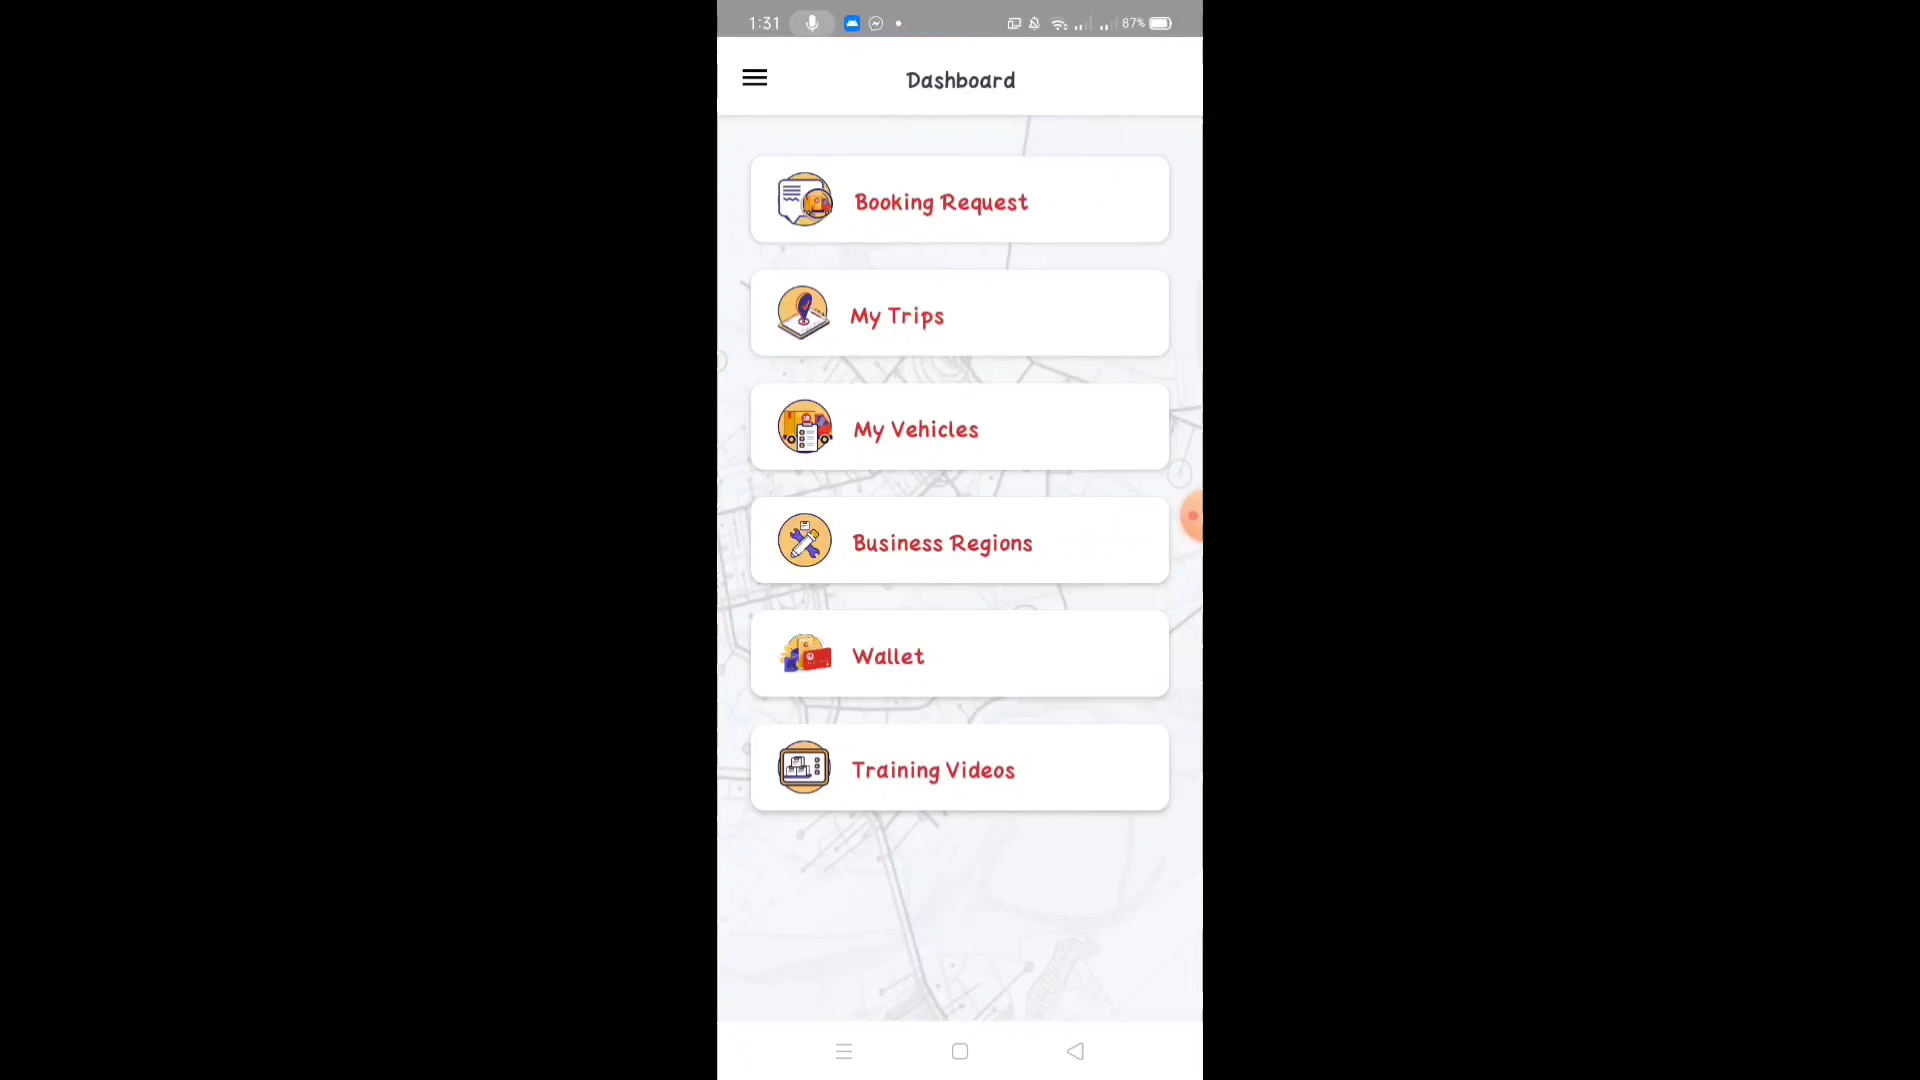 1:31 87%
Dashboard
Booking Request
My Trips
My Vehicles
Business Regions
Wallet
Training Videos